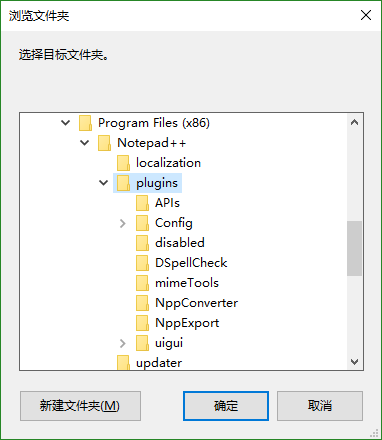 浏览文件夹
选择目标文件夹。
Program Files (x86)
Notepad++
localization
plugins
APIs
Config
disabled
DSpellCheck
mimeTools
NppConverter
NppExport
uigui
updater
新建文件夹(M) 确定 取消